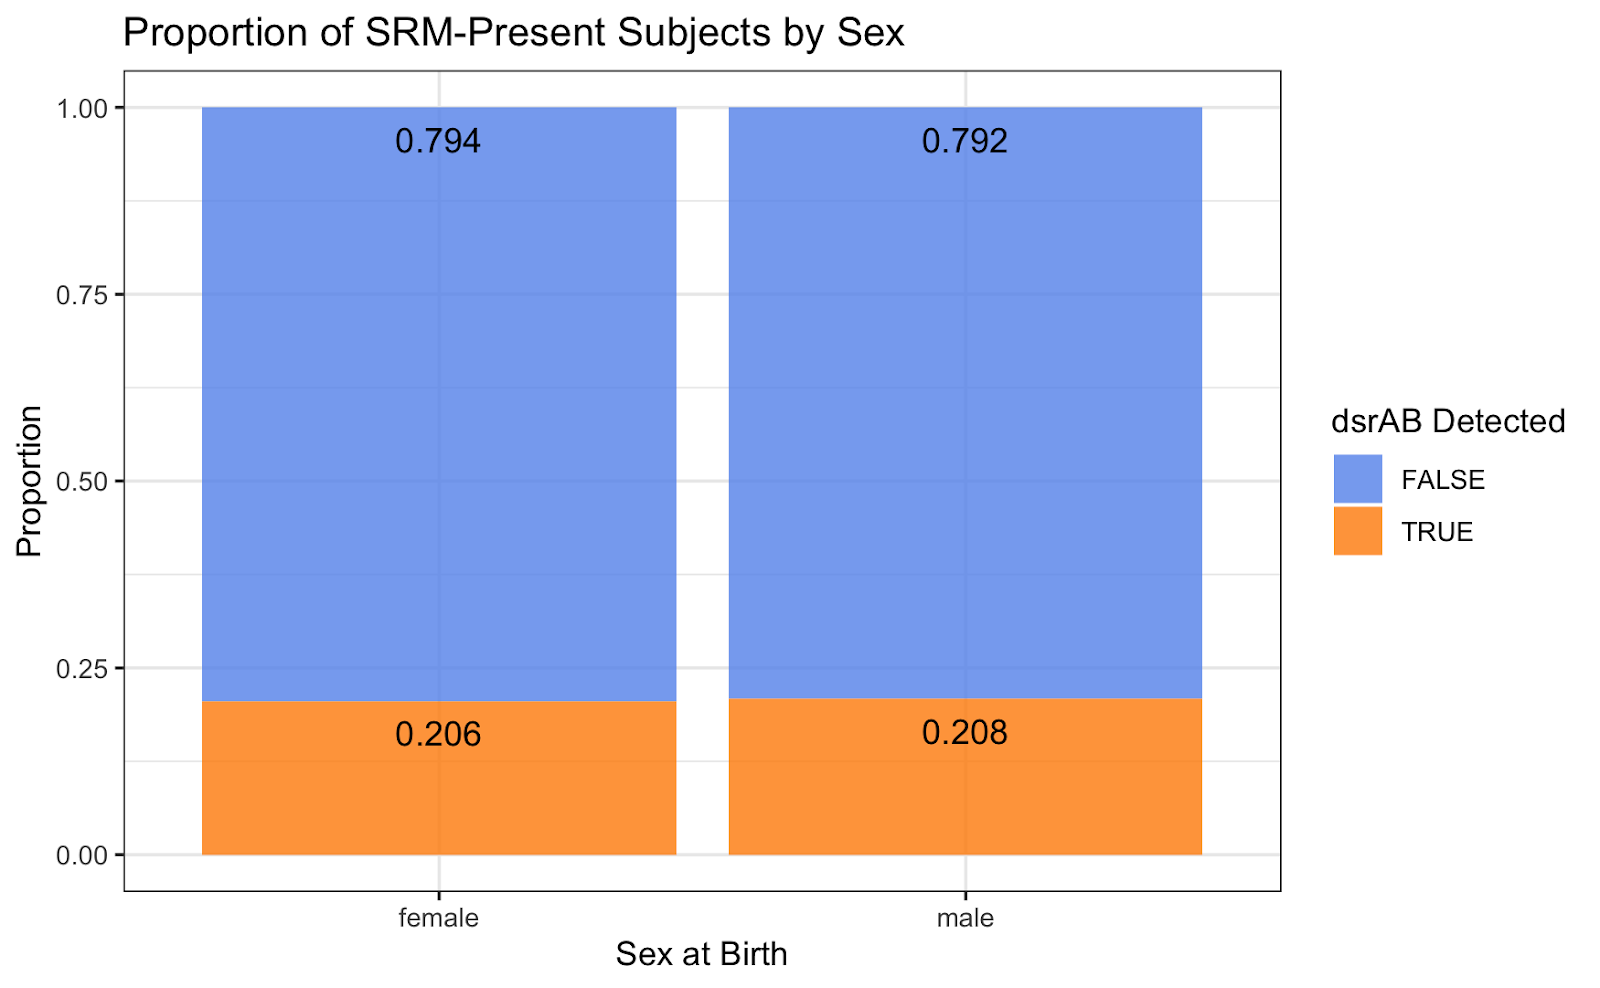 Proportion of SRM-Present Subjects by Sex
1.00
0.75
0.50
0.25
0.00
Proportion
0.794
0.792
0.206
0.208
female
male
Sex at Birth
dsrAB Detected
FALSE
TRUE